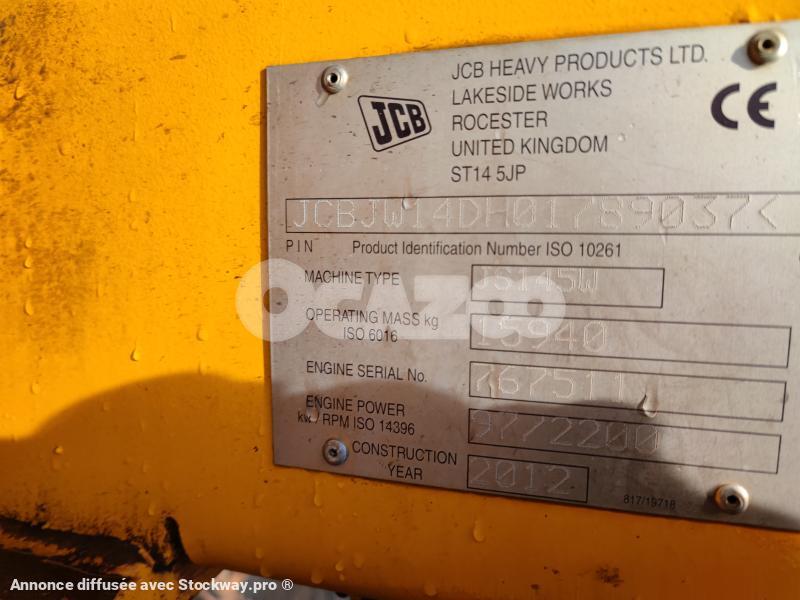 JCB
JCB HEAVY PRODUCTS LTD.
LAKESIDE WORKS
ROCESTER
UNITED KINGDOM
ST14 5JP
CE
JCBJW14DH01789037<
PIN Product Identification Number ISO 10261
MACHINE TYPE JS145W
OCAZOO
OPERATING MASS kg
ISO 6016
15940
ENGINE SERIAL No. 767511
ENGINE POWER
kw / RPM ISO 14396
97/2200
CONSTRUCTION
YEAR
2012
817/19718
Annonce diffusée avec Stockway.pro ®